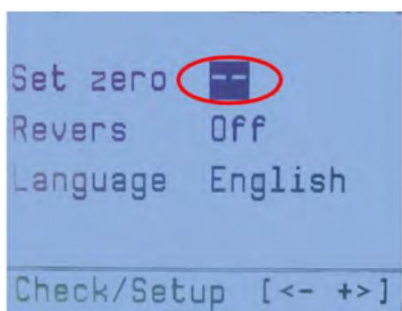 Set zero --
Revers Off
Language English
Check/Setup [<- +>]